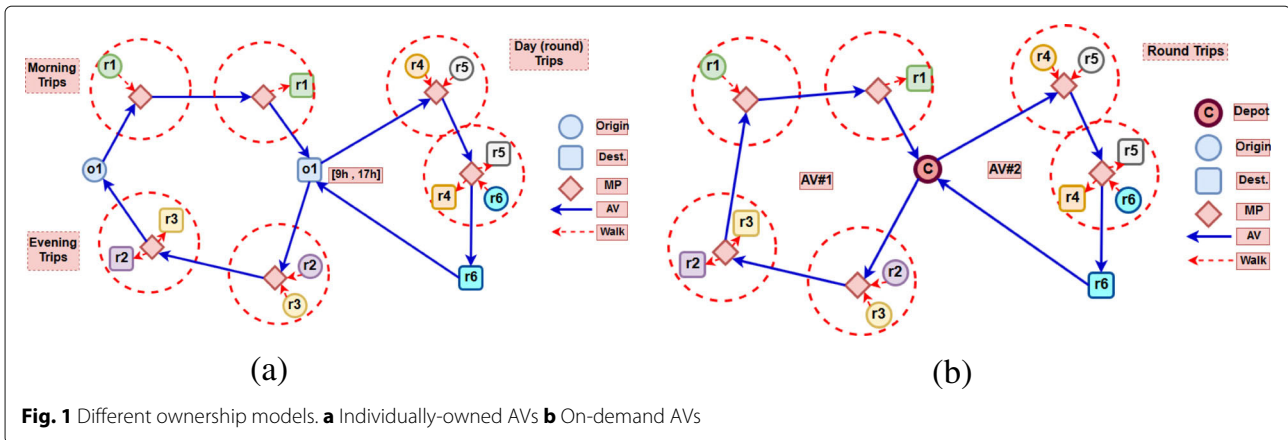 Morning
Trips
r1
r1
Day (round)
Trips
r4
r5
Origin
Dest.
MP
AV
Walk
o1
o1
[9h , 17h]
r5
r4
r6
Evening
Trips
r3
r2
r2
r3
r6
(a)
Round Trips
r1
r1
r4
r5
C
Depot
Origin
Dest.
MP
AV
Walk
AV#1
C
AV#2
r5
r4
r6
r3
r2
r2
r3
r6
(b)
Fig. 1 Different ownership models. a Individually-owned AVs b On-demand AVs